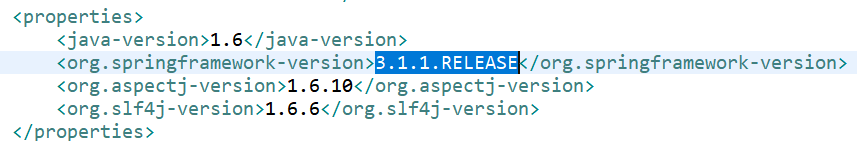 <properties>
<java-version>1.6</java-version>
<org.springframework-version>3.1.1.RELEASE</org.springframework-version>
<org.aspectj-version>1.6.10</org.aspectj-version>
<org.slf4j-version>1.6.6</org.slf4j-version>
</properties>